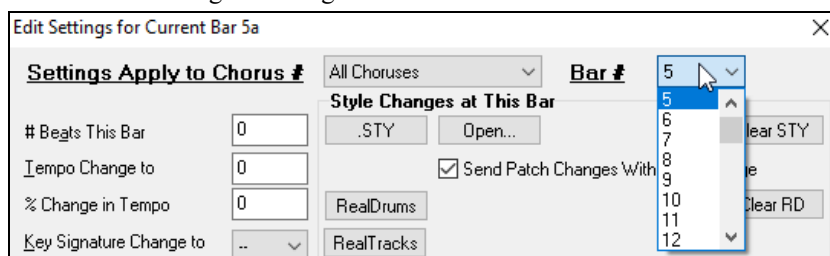 Edit Settings for Current Bar 5a
Settings Apply to Chorus # All Choruses Bar # 5
Style Changes at This Bar 5
# Beats This Bar 0 .STY Open... 6 lear STY
7
Tempo Change to 0 Send Patch Changes With 8 e
9
% Change in Tempo 0 RealDrums 10 lear RD
11
Key Signature Change to -- RealTracks 12